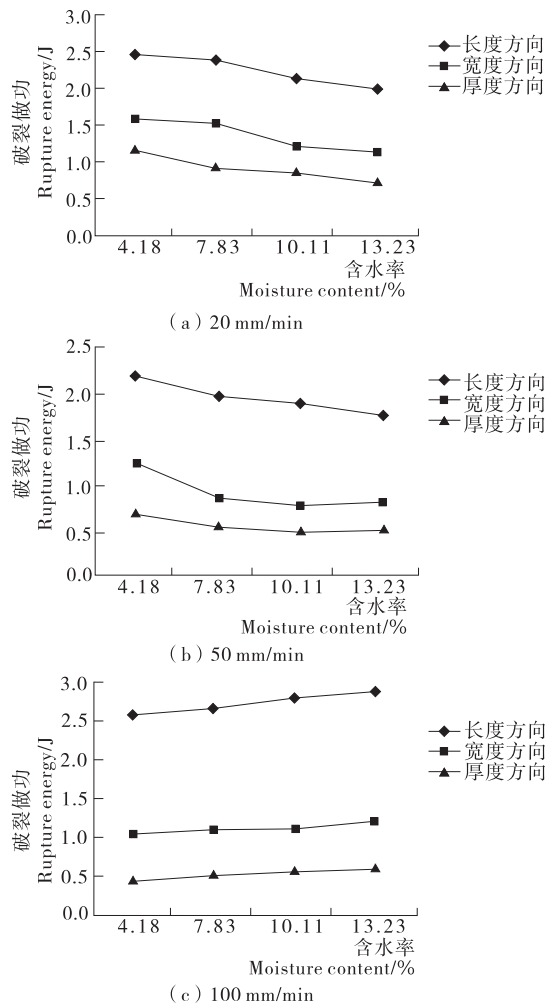 3.0
2.5
2.0
1.5
1.0
0.5
0.0
破裂做功
Rupture energy/J
长度方向
宽度方向
厚度方向
4.18 7.83 10.11 13.23
含水率
Moisture content/%
（a）20 mm/min
2.5
2.0
1.5
1.0
0.5
0.0
破裂做功
Rupture energy/J
长度方向
宽度方向
厚度方向
4.18 7.83 10.11 13.23
含水率
Moisture content/%
（b）50 mm/min
3.0
2.5
2.0
1.5
1.0
0.5
0.0
破裂做功
Rupture energy/J
长度方向
宽度方向
厚度方向
4.18 7.83 10.11 13.23
含水率
Moisture content/%
（c）100 mm/min